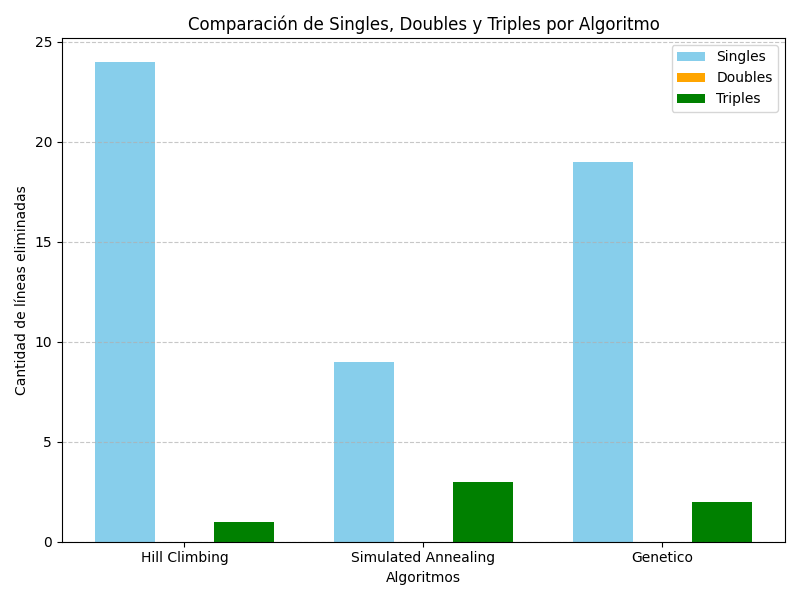 Comparación de Singles, Doubles y Triples por Algoritmo
Singles
Doubles
Triples
Cantidad de líneas eliminadas
25
20
15
10
5
0
Hill Climbing
Simulated Annealing
Genetico
Algoritmos